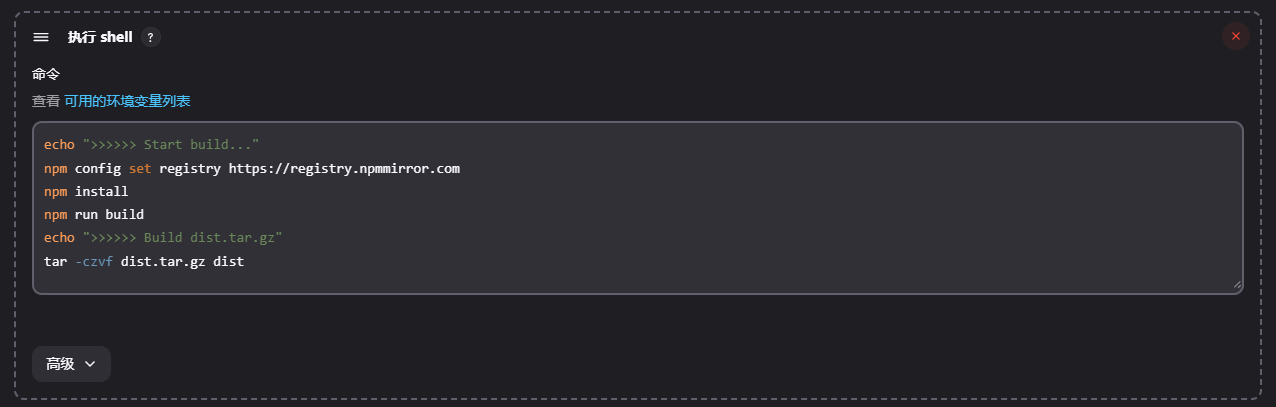 执行 shell ?
命令
查看 可用的环境变量列表
echo ">>>>>> Start build..."
npm config set registry https://registry.npmmirror.com
npm install
npm run build
echo ">>>>>> Build dist.tar.gz"
tar -czvf dist.tar.gz dist
高级